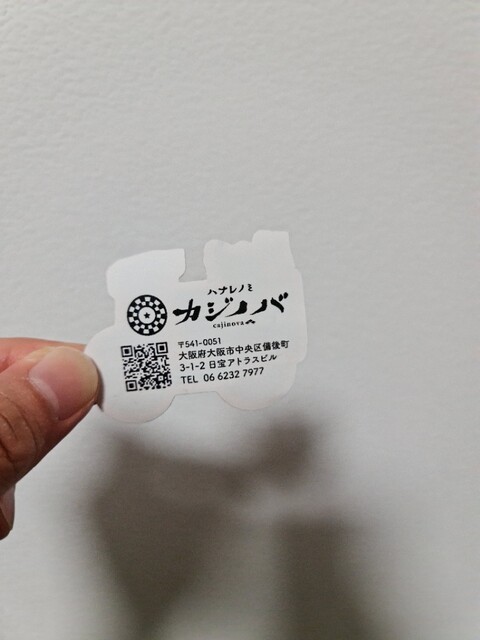 ハナレノミ
カジノバ
cajinova
〒541-0051
大阪府大阪市中央区備後町
3-1-2 日宝アトラスビル
TEL 06 6232 7977